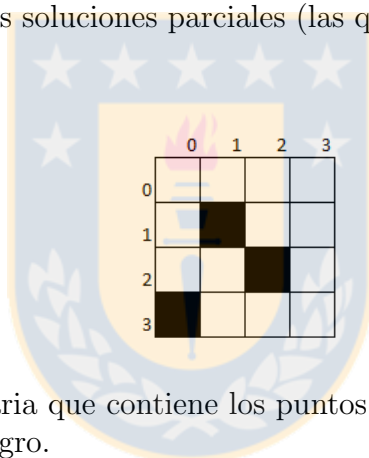 s soluciones parciales (las q
0 1 2 3
0
1
2
3
ria que contiene los puntos
gro.